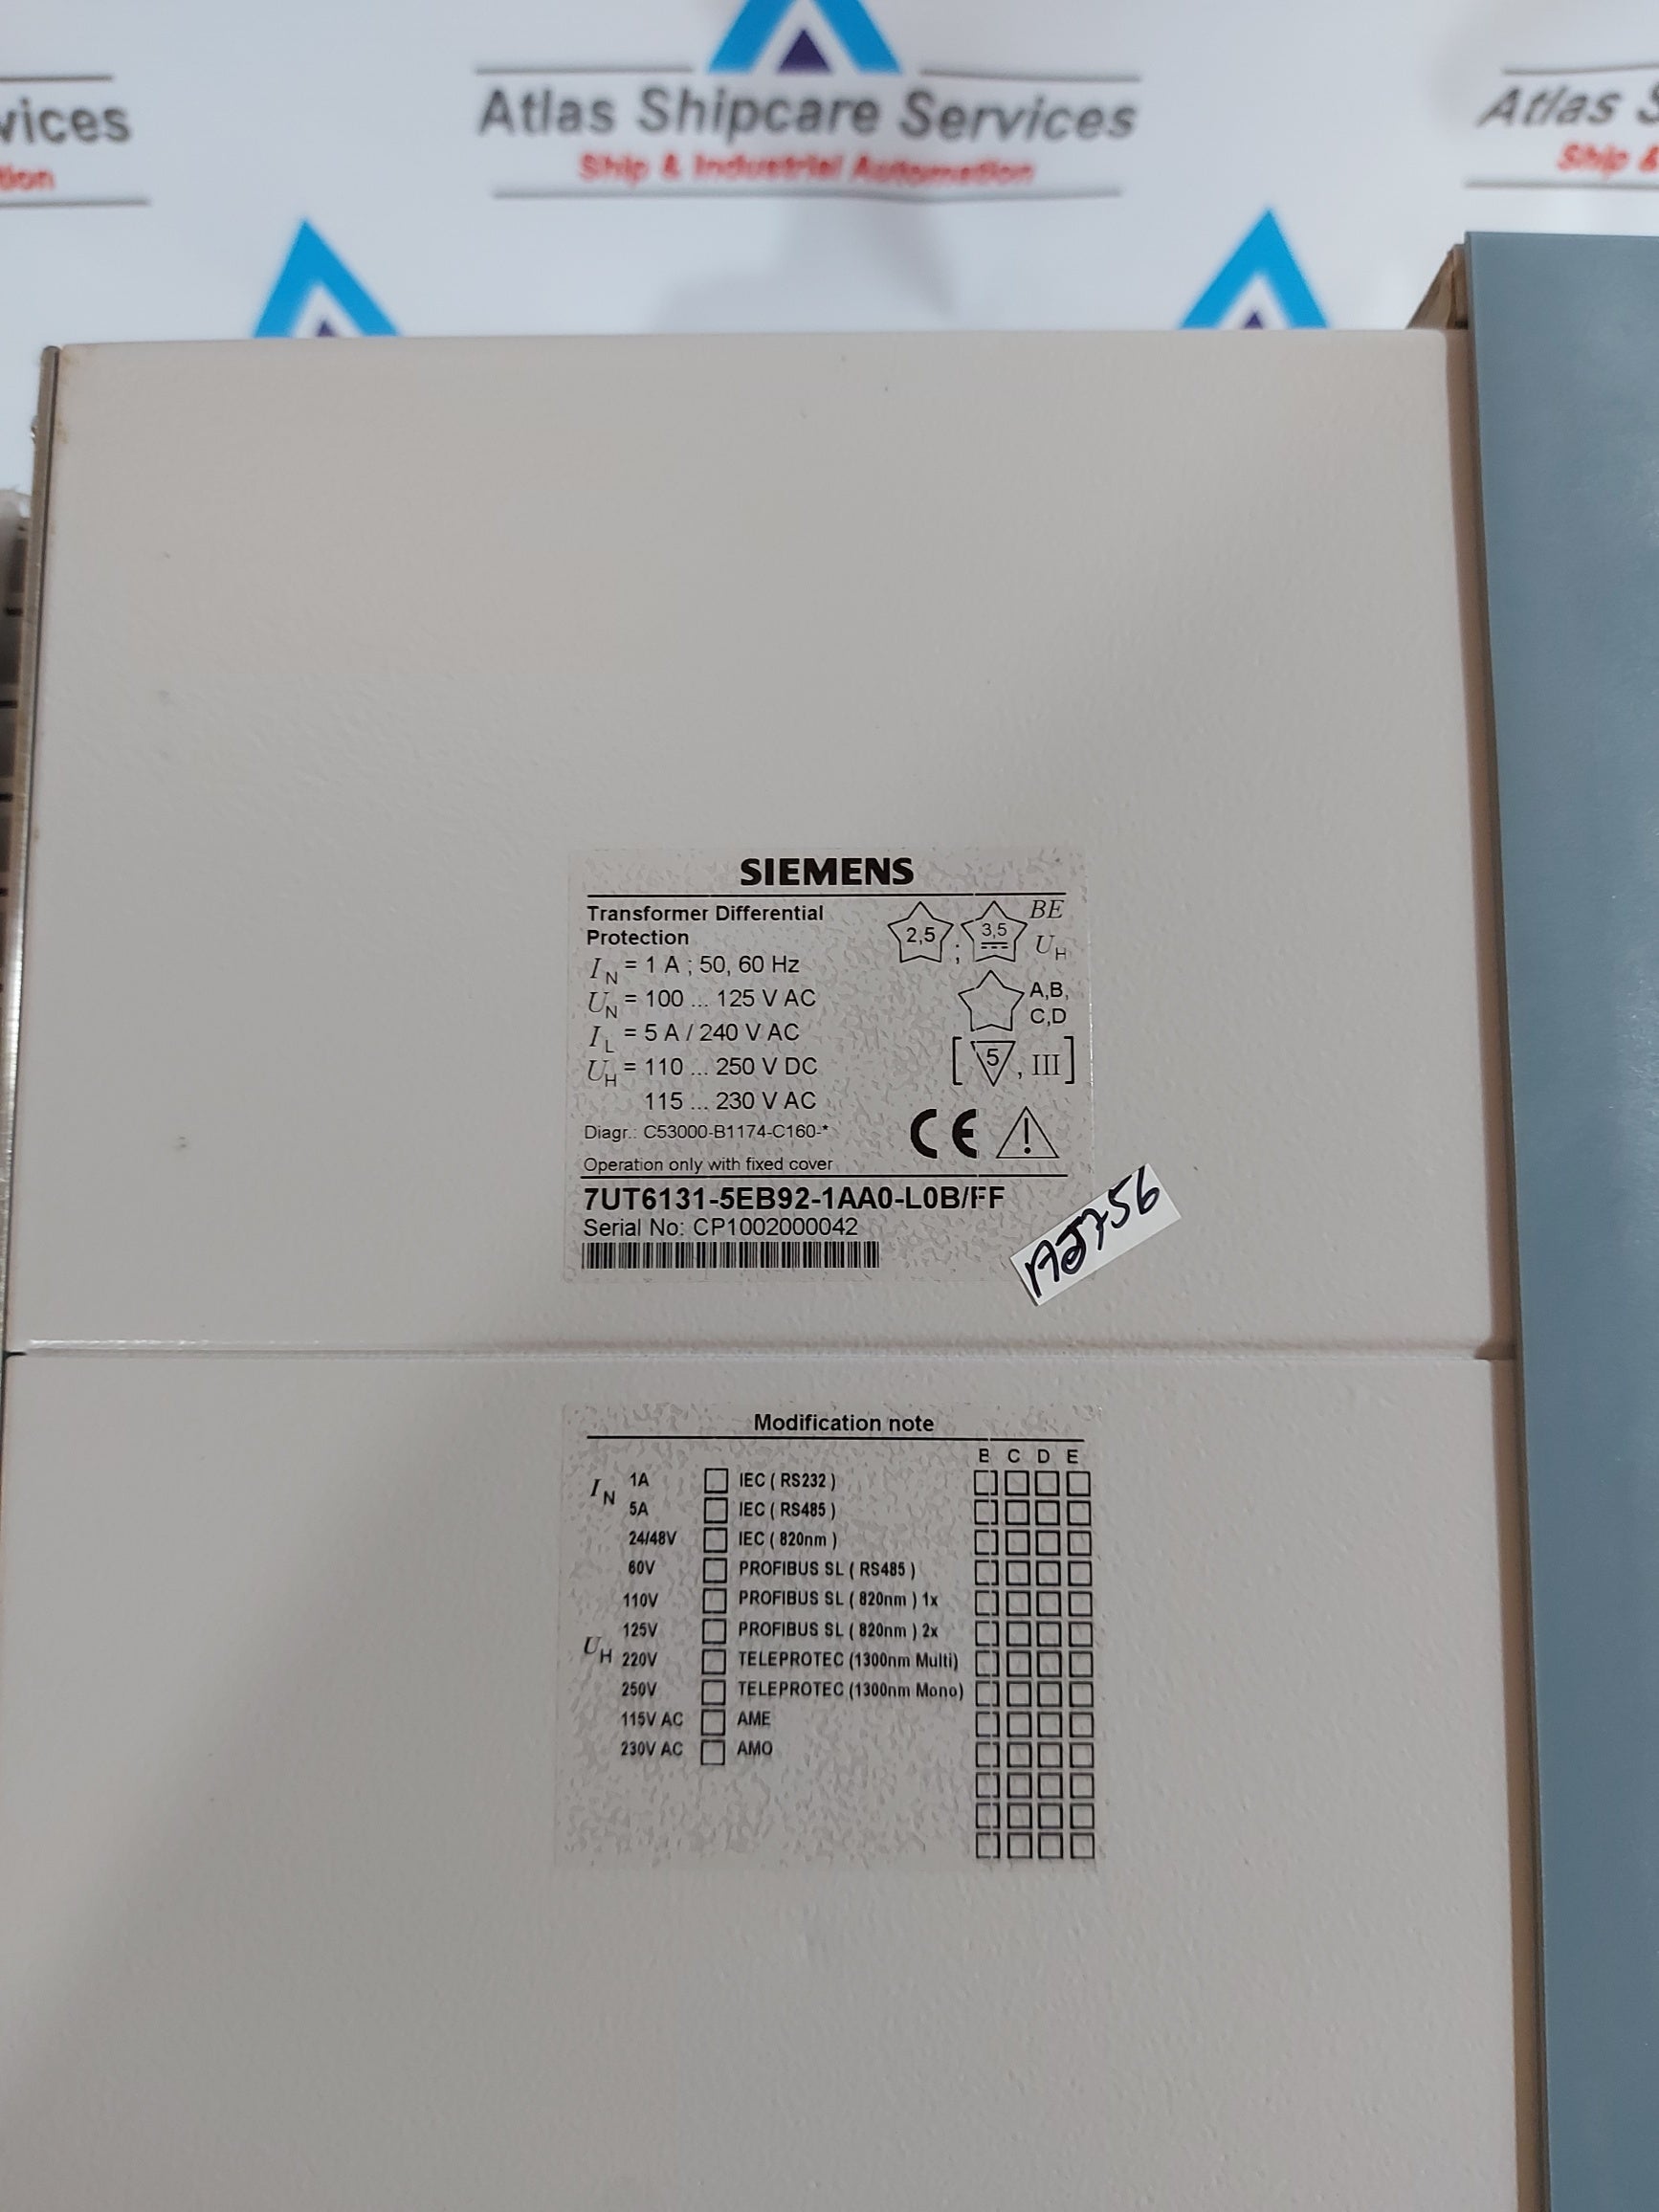 vices
Atlas Shipcare Services
Atlas S
tion
Ship & Industrial Automation
Ship &
SIEMENS
Transformer Differential
Protection
2,5 ; 3,5 BE
UH
IN = 1 A ; 50, 60 Hz
UN = 100 ... 125 V AC
A,B,
C,D
IL = 5 A / 240 V AC
UH = 110 ... 250 V DC
[ 5 , III ]
115 ... 230 V AC
Diagr.: C53000-B1174-C160-*
CE !
Operation only with fixed cover
7UT6131-5EB92-1AA0-L0B/FF
Serial No: CP1002000042
Modification note
B C D E
IN 1A IEC ( RS232 )
5A IEC ( RS485 )
24/48V IEC ( 820nm )
60V PROFIBUS SL ( RS485 )
110V PROFIBUS SL ( 820nm ) 1x
125V PROFIBUS SL ( 820nm ) 2x
UH 220V TELEPROTEC (1300nm Multi)
250V TELEPROTEC (1300nm Mono)
115V AC AME
230V AC AMO